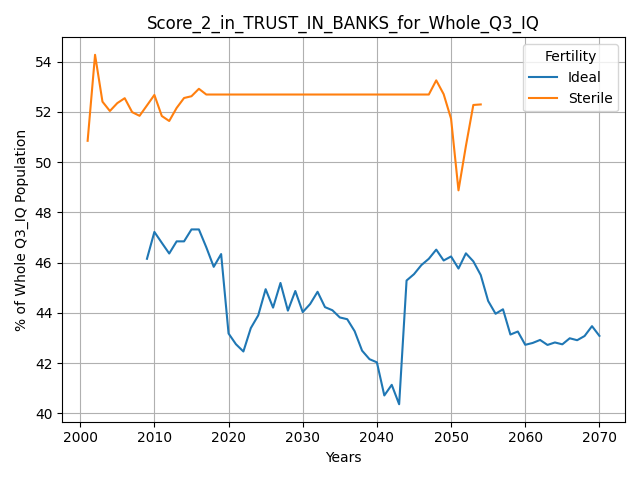 Score_2_in_TRUST_IN_BANKS_for_Whole_Q3_IQ
Fertility
Ideal
Sterile
% of Whole Q3_IQ Population
54
52
50
48
46
44
42
40
2000 2010 2020 2030 2040 2050 2060 2070
Years